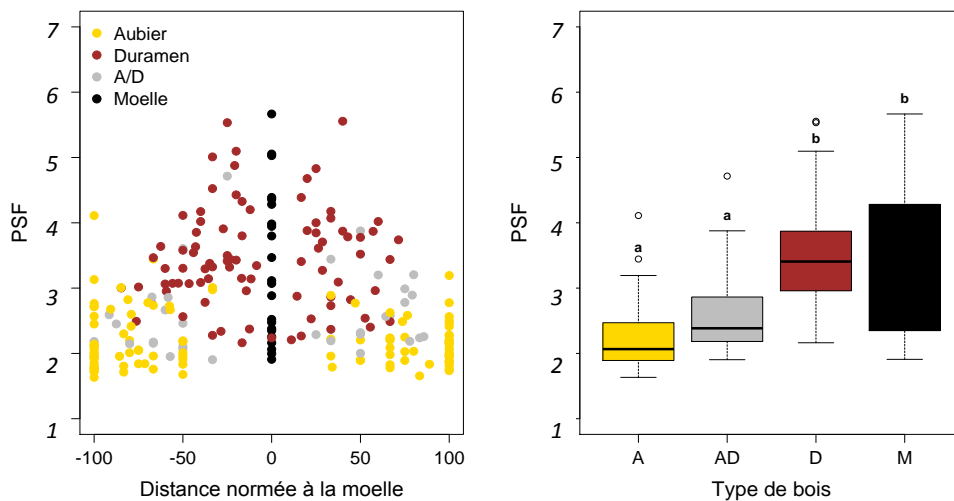 7
6
5
4
3
2
1
PSF
Aubier
Duramen
A/D
Moelle
-100 -50 0 50 100
Distance normée à la moelle
7
6
5
4
3
2
1
PSF
a
a
b
b
A AD D M
Type de bois